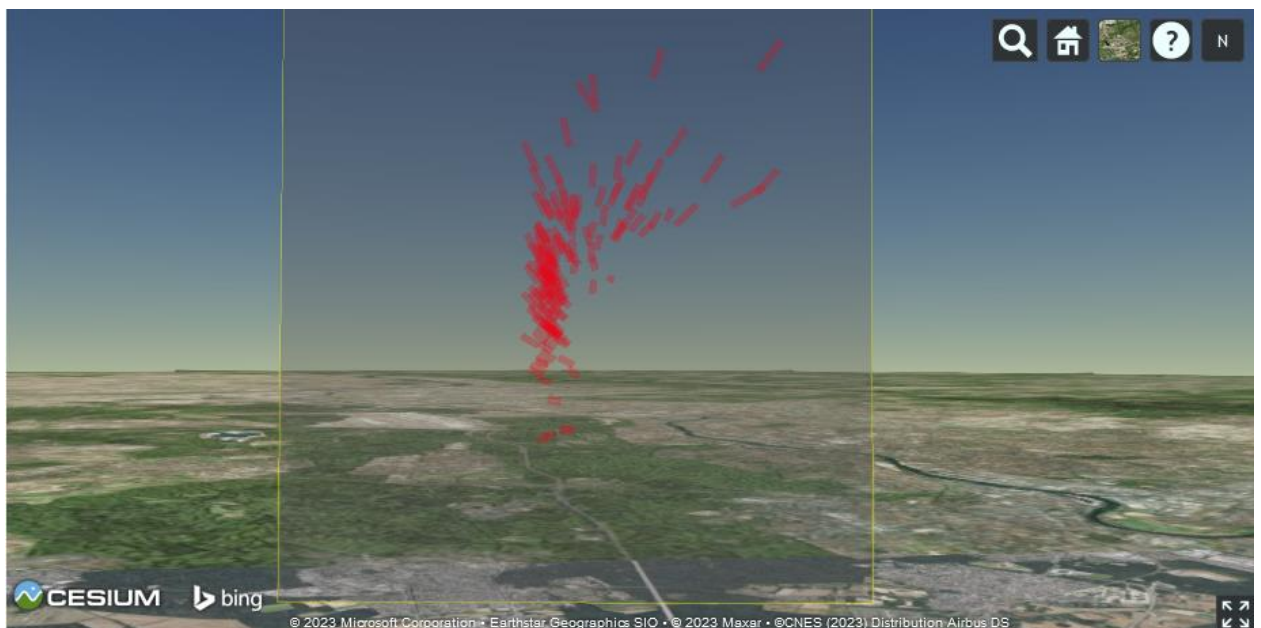 ?
N
CESIUM
bing
© 2023 Microsoft Corporation • Earthstar Geographics SIO • © 2023 Maxar • ©CNES (2023) Distribution Airbus DS